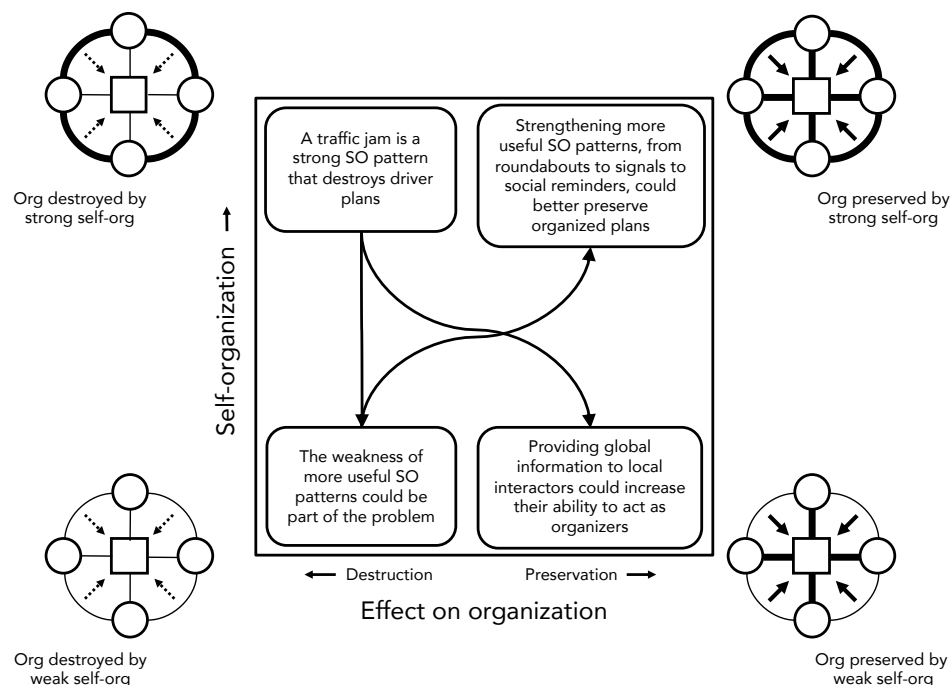 A traffic jam is a
strong SO pattern
that destroys driver
plans
Strengthening more
useful SO patterns, from
roundabouts to signals to
social reminders, could
better preserve
organized plans
Org destroyed by
strong self-org
Org preserved by
strong self-org
Self-organization
The weakness of
more useful SO
patterns could be
part of the problem
Providing global
information to local
interactors could increase
their ability to act as
organizers
Destruction
Preservation
Effect on organization
Org destroyed by
weak self-org
Org preserved by
weak self-org